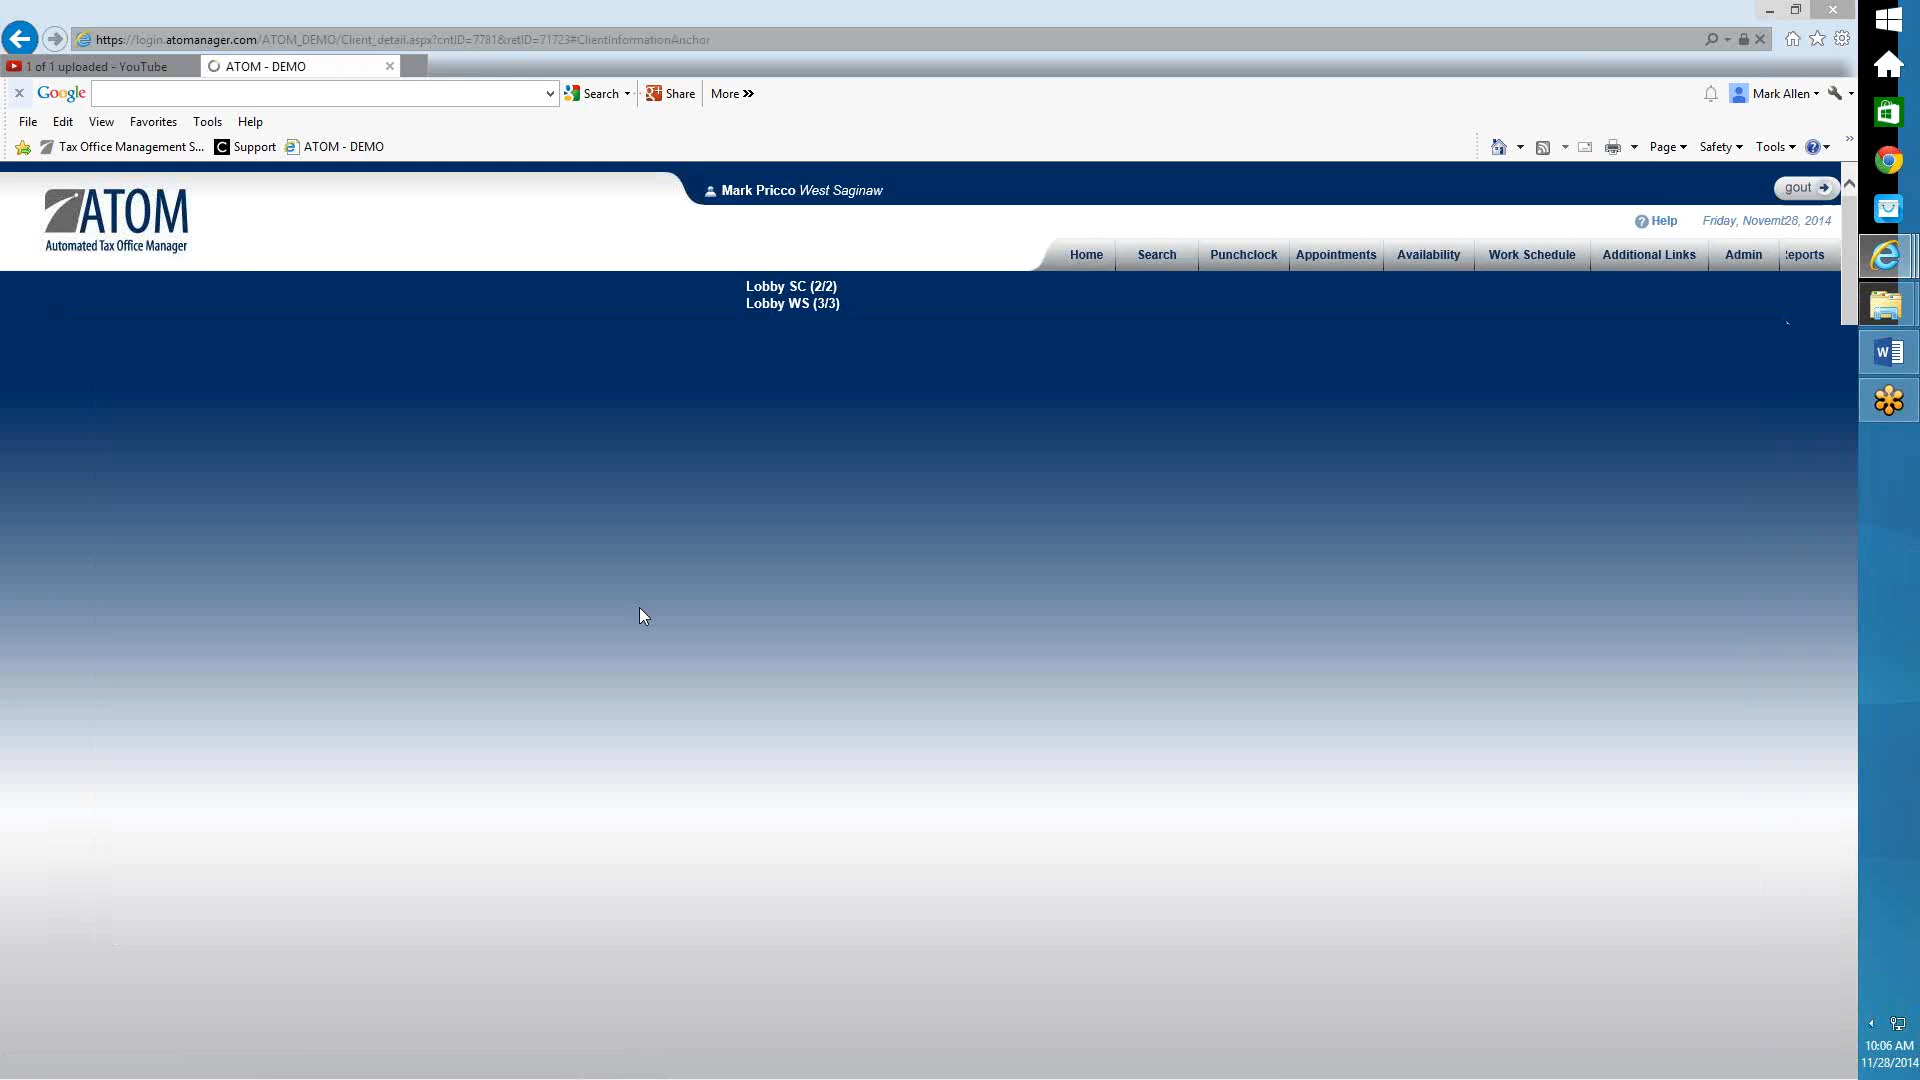 https://login.atomanager.com/ATOM_DEMO/Client_detail.aspx?cntID=7781&retID=71723#ClientInformationAnchor
1 of 1 uploaded - YouTube
ATOM - DEMO
Google
Search
Share
More
Mark Allen
File Edit View Favorites Tools Help
Tax Office Management S...
Support
ATOM - DEMO
Page
Safety
Tools
Mark Pricco West Saginaw
gout
ATOM
Automated Tax Office Manager
Help
Friday, Novemt28, 2014
Home
Search
Punchclock
Appointments
Availability
Work Schedule
Additional Links
Admin
eports
Lobby SC (2/2)
Lobby WS (3/3)
10:06 AM
11/28/2014